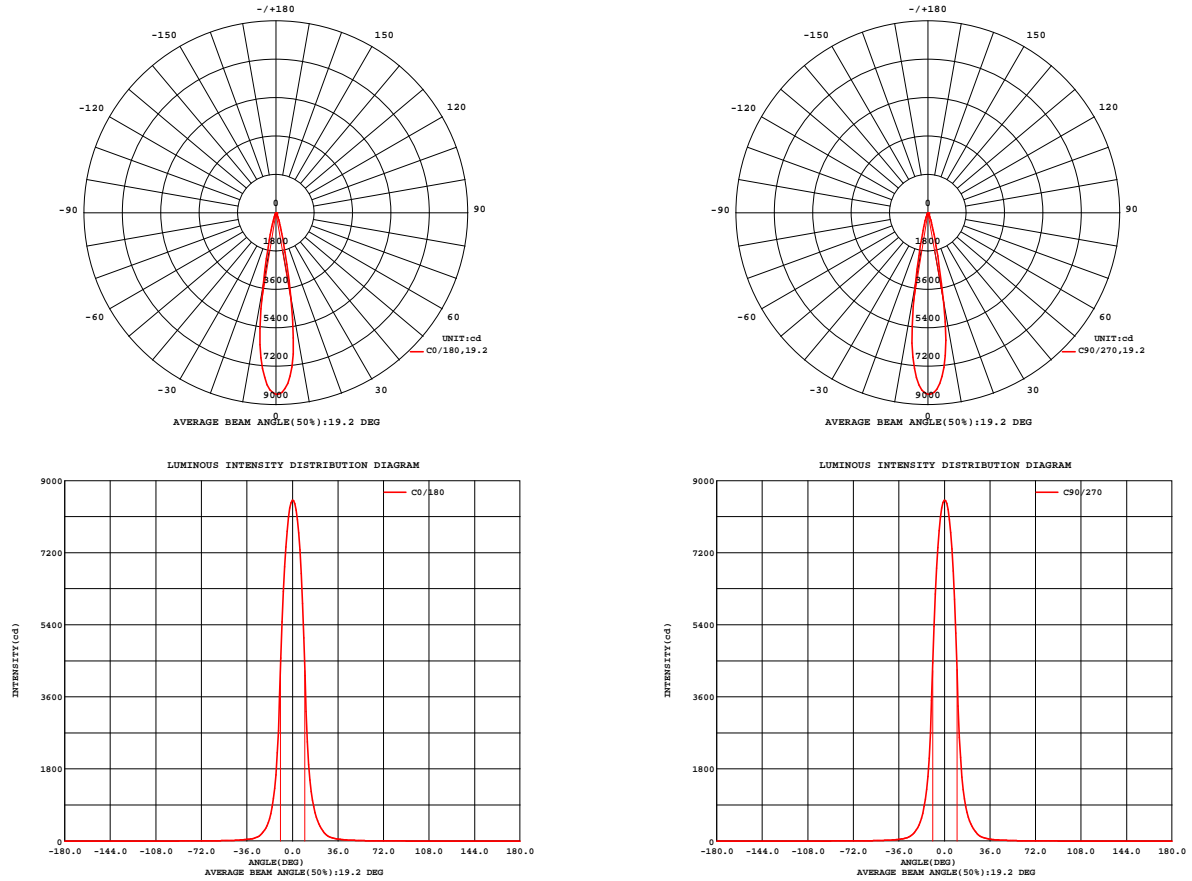 -/+180
-150 150
-120 120
-90 90
0
1800
3600
-60 60
5400
UNIT:cd
C0/180,19.2
7200
-30 30
9000
0
AVERAGE BEAM ANGLE(50%):19.2 DEG
-/+180
-150 150
-120 120
-90 90
0
1800
3600
-60 60
5400
UNIT:cd
C90/270,19.2
7200
-30 30
9000
0
AVERAGE BEAM ANGLE(50%):19.2 DEG
LUMINOUS INTENSITY DISTRIBUTION DIAGRAM
9000
C0/180
7200
5400
INTENSITY(cd)
3600
1800
0
-180.0 -144.0 -108.0 -72.0 -36.0 0.0 36.0 72.0 108.0 144.0 180.0
ANGLE(DEG)
AVERAGE BEAM ANGLE(50%):19.2 DEG
LUMINOUS INTENSITY DISTRIBUTION DIAGRAM
9000
C90/270
7200
5400
INTENSITY(cd)
3600
1800
0
-180.0 -144.0 -108.0 -72.0 -36.0 0.0 36.0 72.0 108.0 144.0 180.0
ANGLE(DEG)
AVERAGE BEAM ANGLE(50%):19.2 DEG